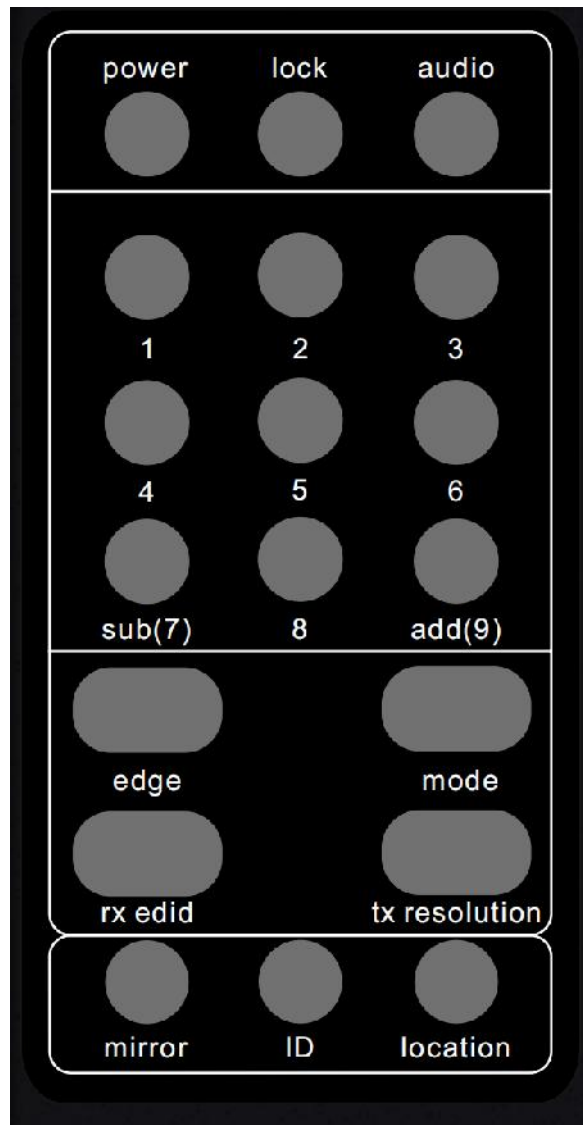 power lock audio
1 2 3
4 5 6
sub(7) 8 add(9)
edge mode
rx edid tx resolution
mirror ID location